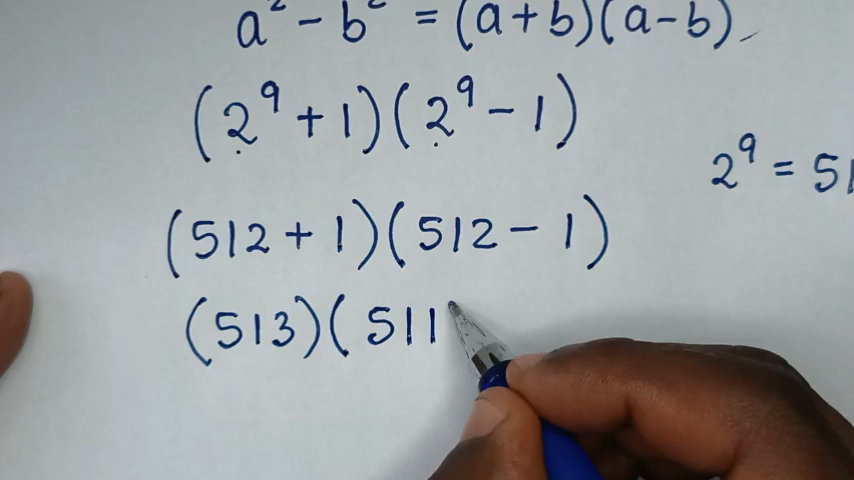 a² - b² = (a+b)(a-b)
(2⁹ + 1)(2⁹ - 1)
2⁹ = 51
(512 + 1)(512 - 1)
(513)(511